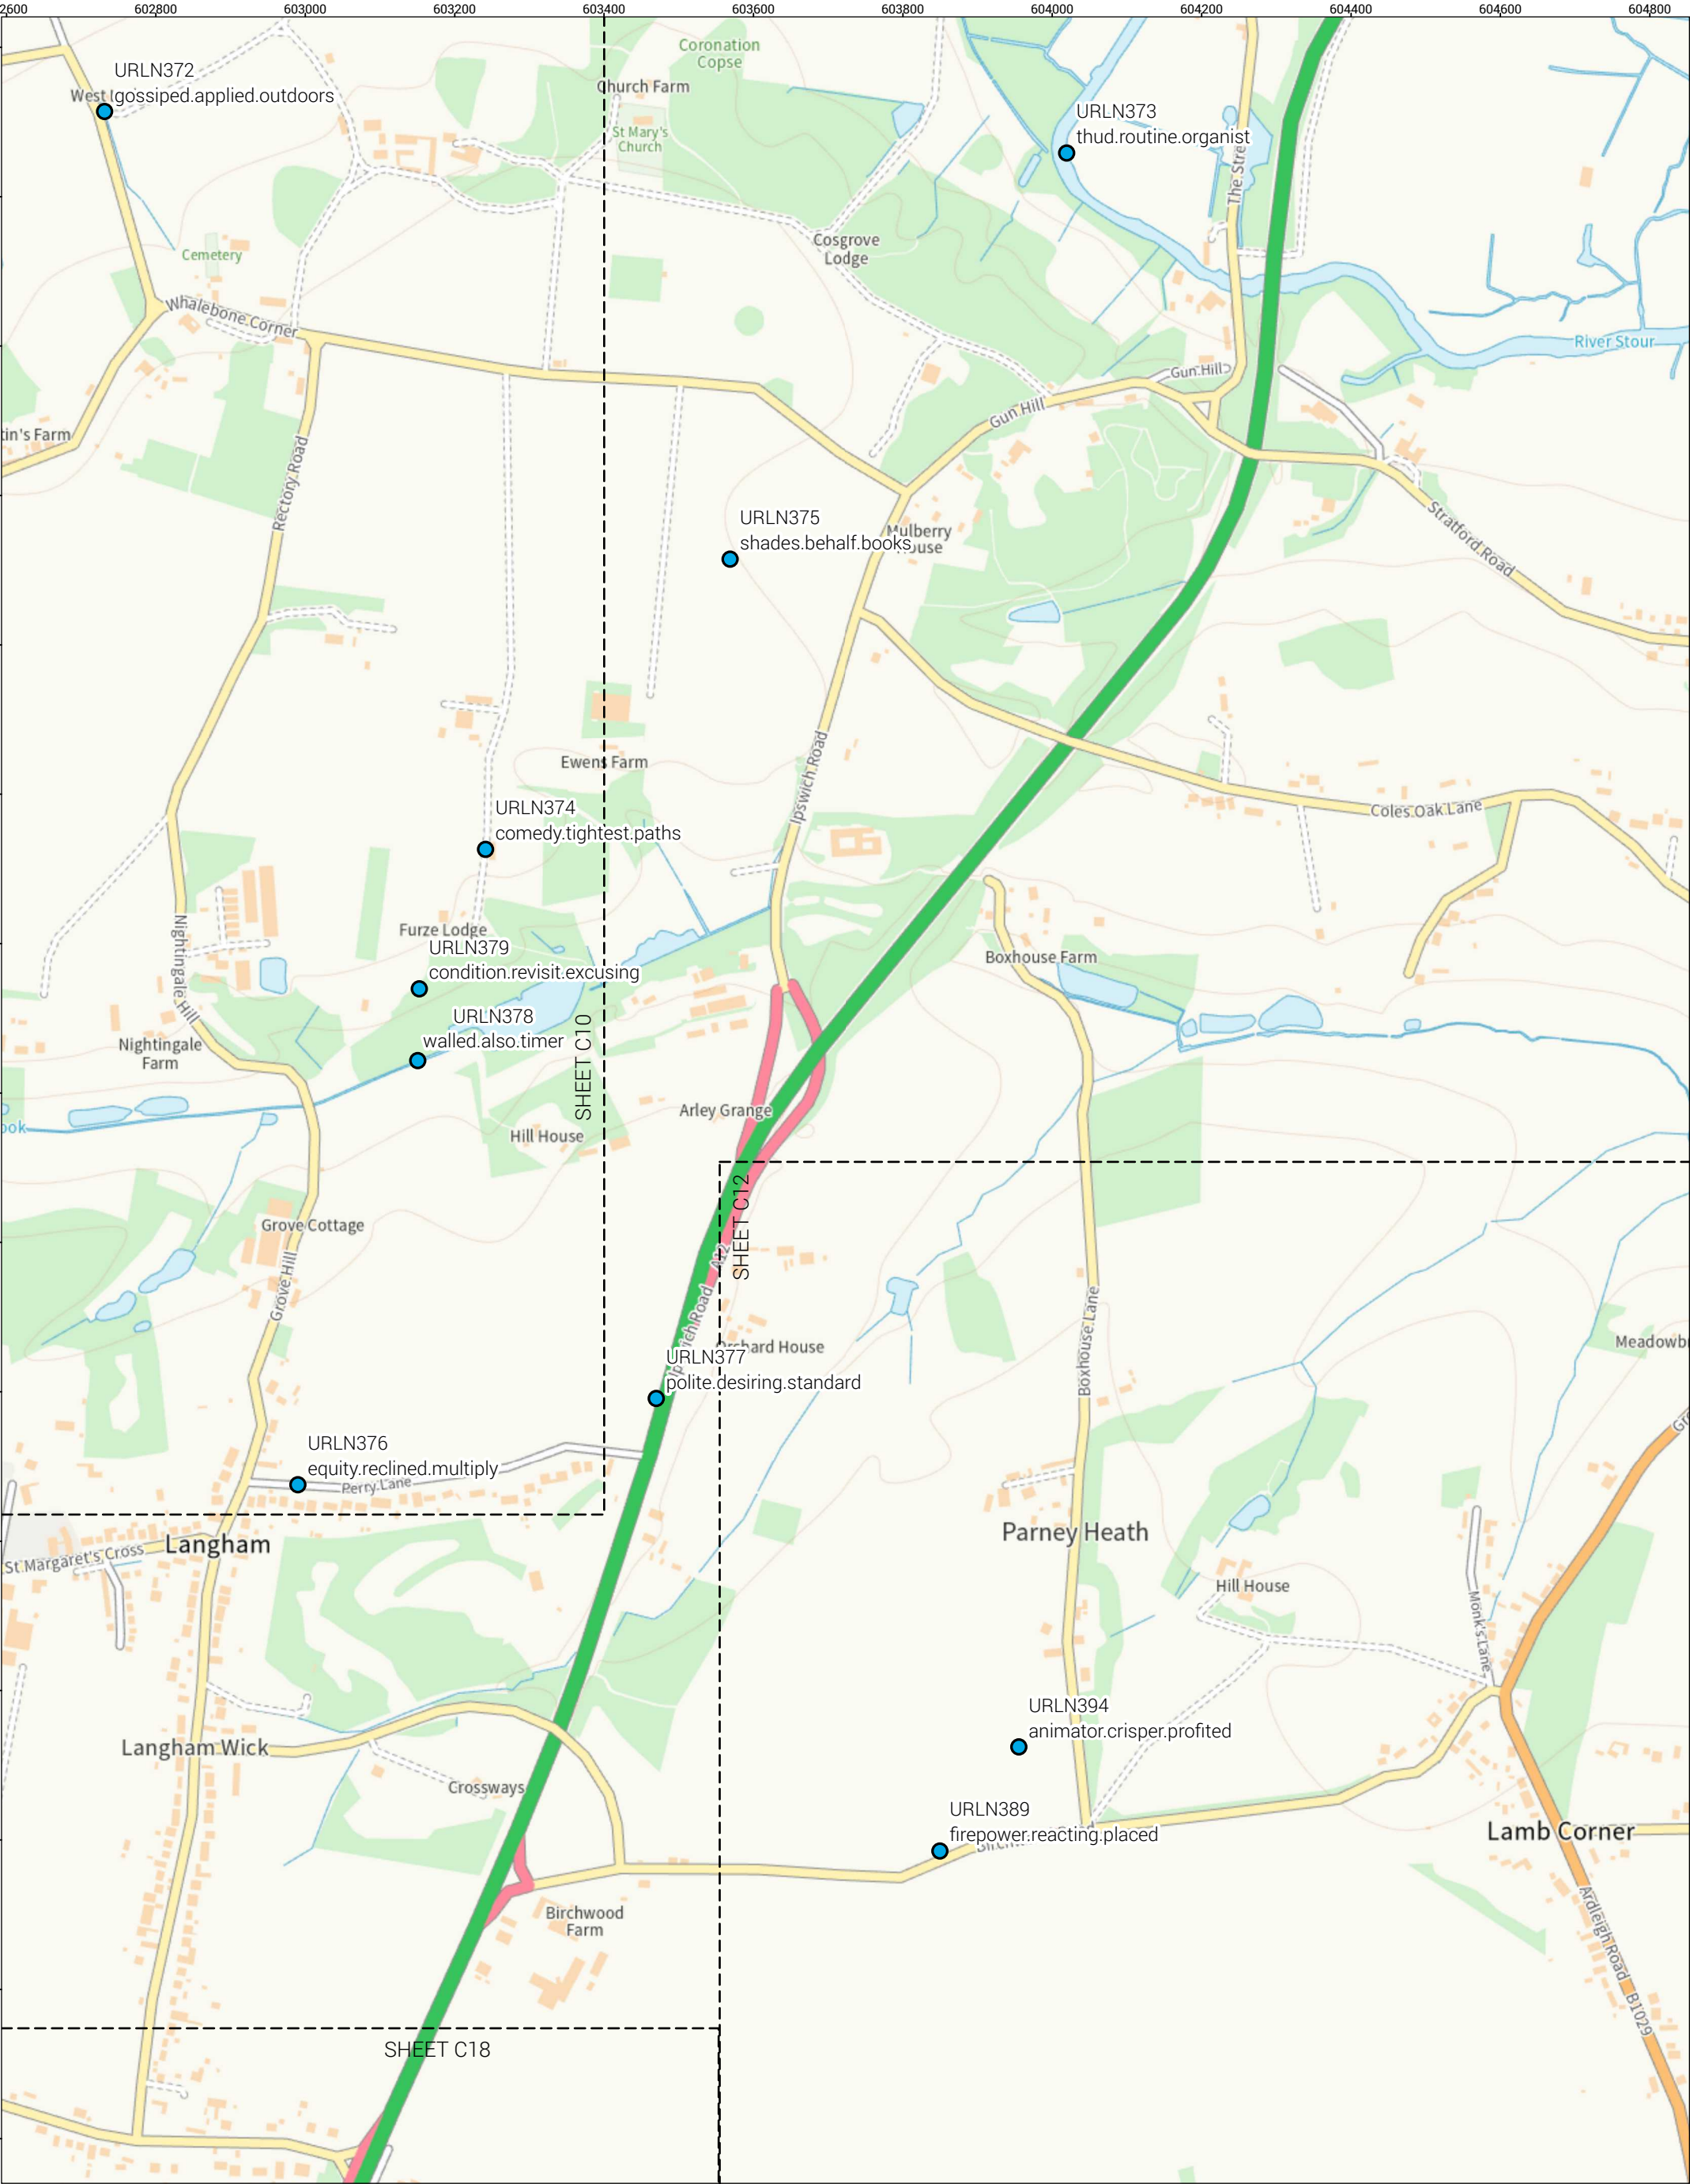 2600 602800 603000 603200 603400 603600 603800 604000 604200 604400 604600 604800
Coronation
Copse
URLN372
gossiped.applied.outdoors
West
Church Farm
URLN373
thud.routine.organist
St Mary's
Church
Cosgrove
Lodge
Cemetery
Whalebone Corner
River Stour
Gun Hill
Gun Hill
tin's Farm
Rectory Road
URLN375
shades.behalf.books
Mulberry
Stratford Road
Ipswich Road
Ewens Farm
URLN374
comedy.tightest.paths
Coles Oak Lane
Furze Lodge
URLN379
condition.revisit.excusing
Nightingale Hill
Boxhouse Farm
URLN378
walled.also.timer
SHEET C10
Nightingale
Farm
Arley Grange
ook
Hill House
SHEET C12
Grove Cottage
Grove Hill
A12
Boxhouse Lane
Orchard House
Meadowb
URLN377
polite.desiring.standard
URLN376
equity.reclined.multiply
Perry Lane
Langham
St Margaret's Cross
Parney Heath
Hill House
Monk's Lane
URLN394
animator.crisper.profited
Langham Wick
Crossways
URLN389
firepower.reacting.placed
Lamb Corner
Birchwood
Farm
Ardleigh Road B1029
SHEET C18